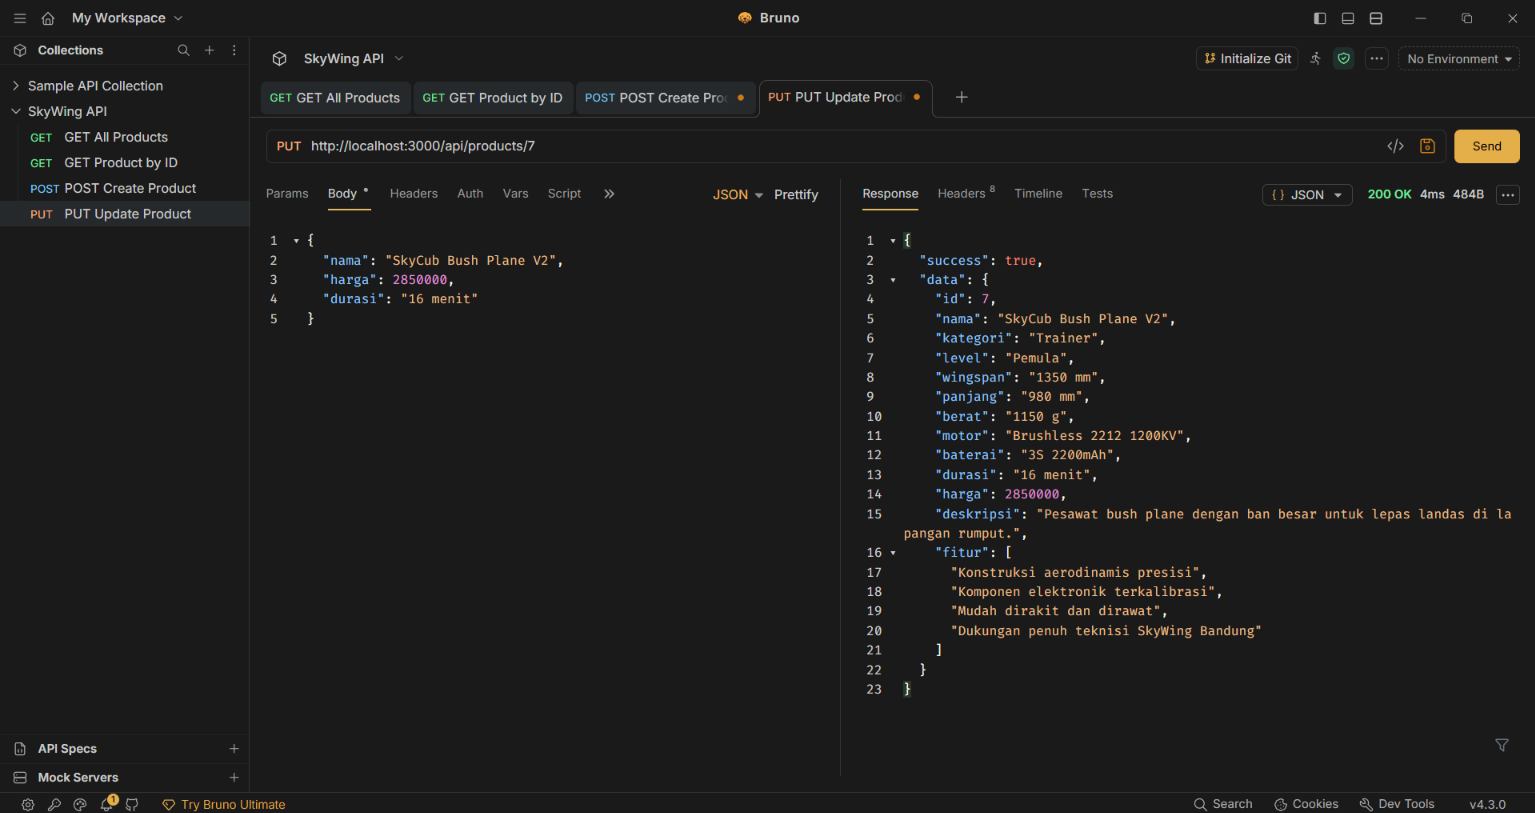 My Workspace
Bruno
Collections
SkyWing API
Initialize Git
No Environment
Sample API Collection
SkyWing API
GET GET All Products
GET GET Product by ID
POST POST Create Product
PUT PUT Update Product
GET GET All Products
GET GET Product by ID
POST POST Create Pro
PUT PUT Update Prod
PUT http://localhost:3000/api/products/7
</>
Send
Params Body Headers Auth Vars Script
JSON Prettify
1 {
2 "nama": "SkyCub Bush Plane V2",
3 "harga": 2850000,
4 "durasi": "16 menit"
5 }
Response Headers 8 Timeline Tests
{ } JSON 200 OK 4ms 484B
1 {
2 "success": true,
3 "data": {
4 "id": 7,
5 "nama": "SkyCub Bush Plane V2",
6 "kategori": "Trainer",
7 "level": "Pemula",
8 "wingspan": "1350 mm",
9 "panjang": "980 mm",
10 "berat": "1150 g",
11 "motor": "Brushless 2212 1200KV",
12 "baterai": "3S 2200mAh",
13 "durasi": "16 menit",
14 "harga": 2850000,
15 "deskripsi": "Pesawat bush plane dengan ban besar untuk lepas landas di la
pangan rumput.",
16 "fitur": [
17 "Konstruksi aerodinamis presisi",
18 "Komponen elektronik terkalibrasi",
19 "Mudah dirakit dan dirawat",
20 "Dukungan penuh teknisi SkyWing Bandung"
21 ]
22 }
23 }
API Specs
Mock Servers
1
Try Bruno Ultimate
Search
Cookies
Dev Tools
v4.3.0